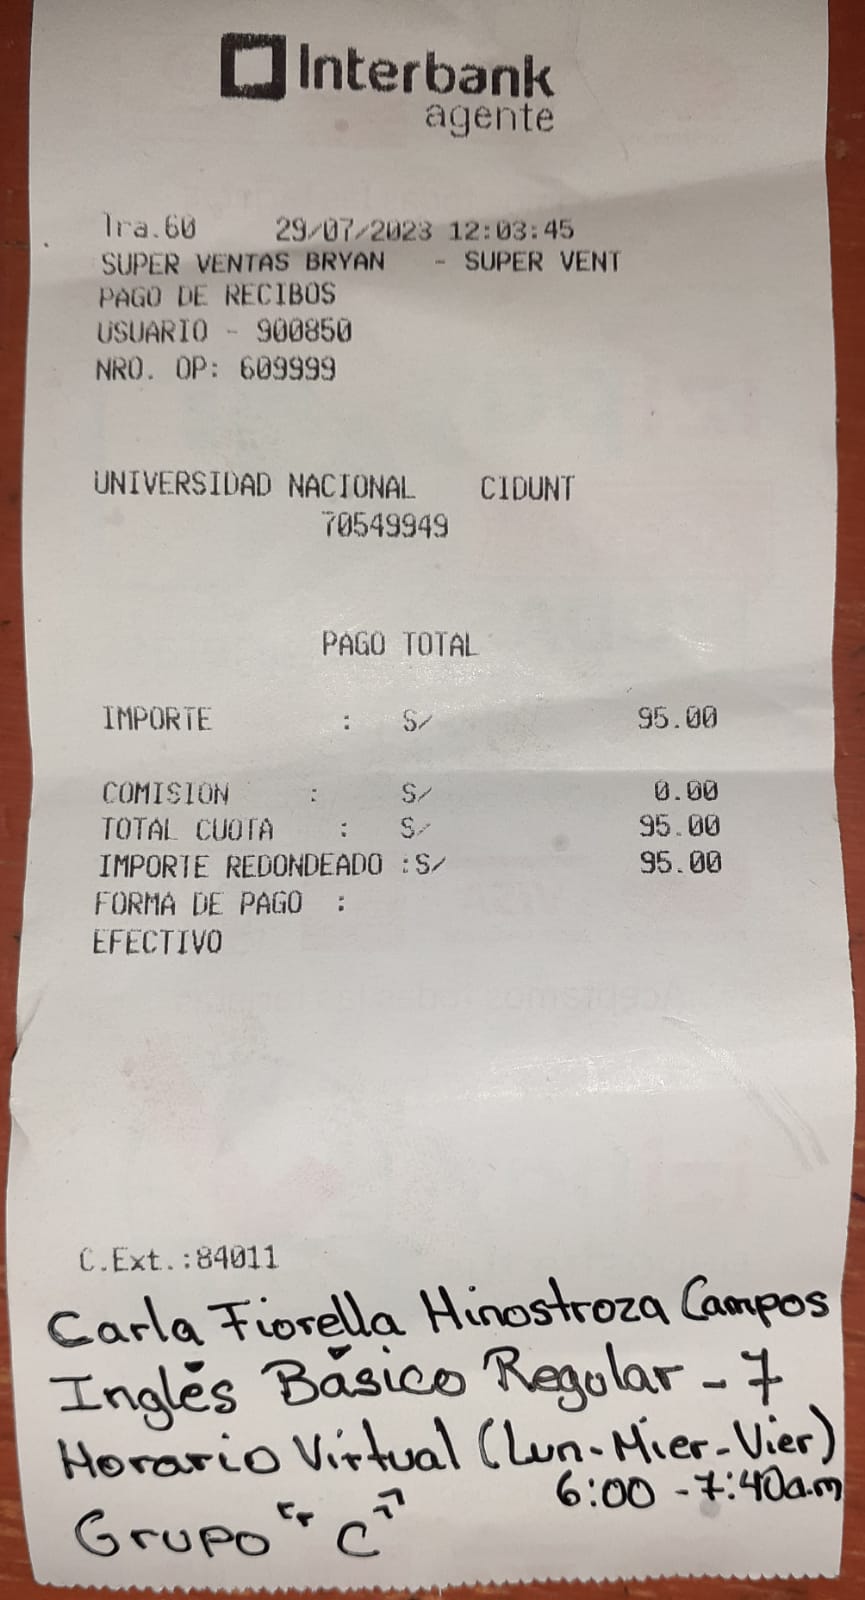 Interbank
agente
Tra.60 29/07/2023 12:03:45
SUPER VENTAS BRYAN - SUPER VENT
PAGO DE RECIBOS
USUARIO - 900850
NRO. OP: 609999
UNIVERSIDAD NACIONAL CIDUNT
70549949
PAGO TOTAL
IMPORTE : S/ 95.00
COMISION : S/ 0.00
TOTAL CUOTA : S/ 95.00
IMPORTE REDONDEADO :S/ 95.00
FORMA DE PAGO :
EFECTIVO
C.Ext.:84011
Carla Fiorella Hinostroza Campos
Inglés Básico Regular - 7
Horario Virtual (Lun-Mier-Vier)
6:00 - 7:40a.m
Grupo "C"